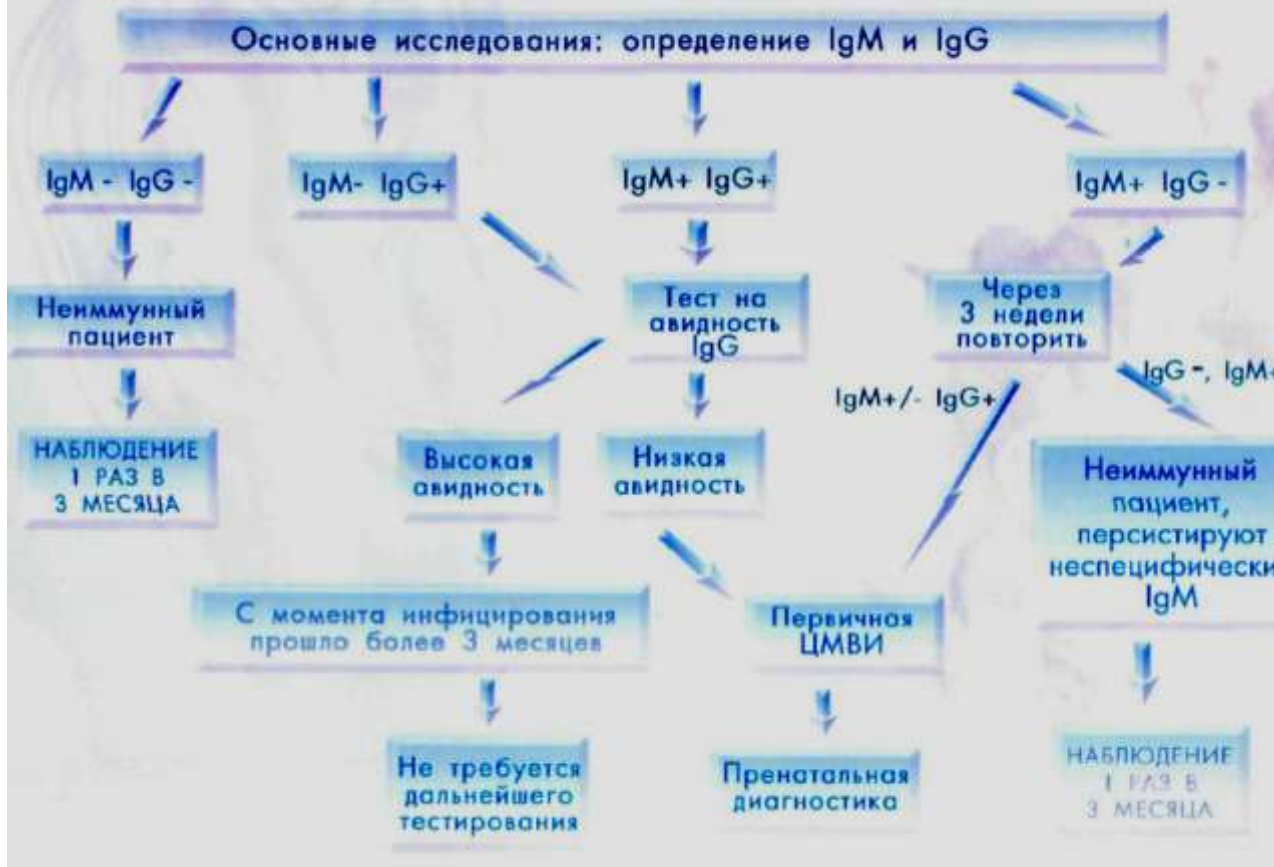 Основные исследования: определение IgM и IgG
IgM - IgG -
IgM- IgG+
IgM+ IgG+
IgM+ IgG -
Неиммунный
пациент
Тест на
авидность
IgG
Через
3 недели
повторить
IgM+/- IgG+
IgG -, IgM+
НАБЛЮДЕНИЕ
1 РАЗ В
3 МЕСЯЦА
Высокая
авидность
Низкая
авидность
Неиммунный
пациент,
персистируют
неспецифически
IgM
С момента инфицирования
прошло более 3 месяцев
Первичная
ЦМВИ
Не требуется
дальнейшего
тестирования
Пренатальная
диагностика
НАБЛЮДЕНИЕ
1 РАЗ В
3 МЕСЯЦА